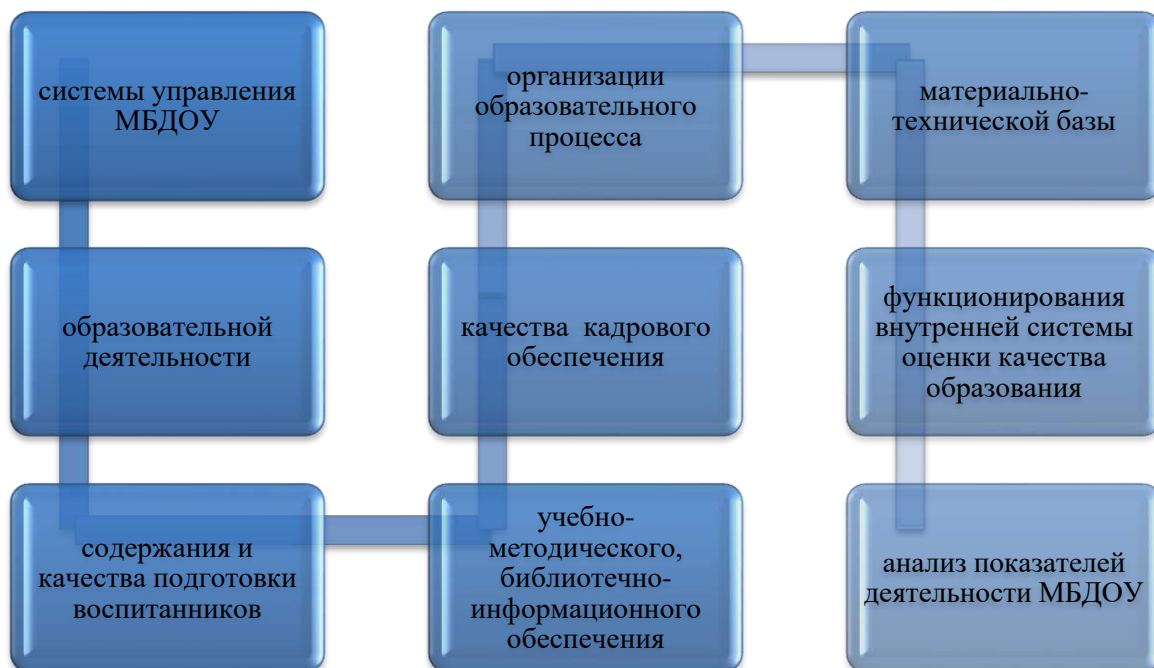 системы управления
МБДОУ
образовательной
деятельности
содержания и
качества подготовки
воспитанников
учебно-
методического,
библиотечно-
информационного
обеспечения
качества кадрового
обеспечения
организации
образовательного
процесса
материально-
технической базы
функционирования
внутренней системы
оценки качества
образования
анализ показателей
деятельности МБДОУ